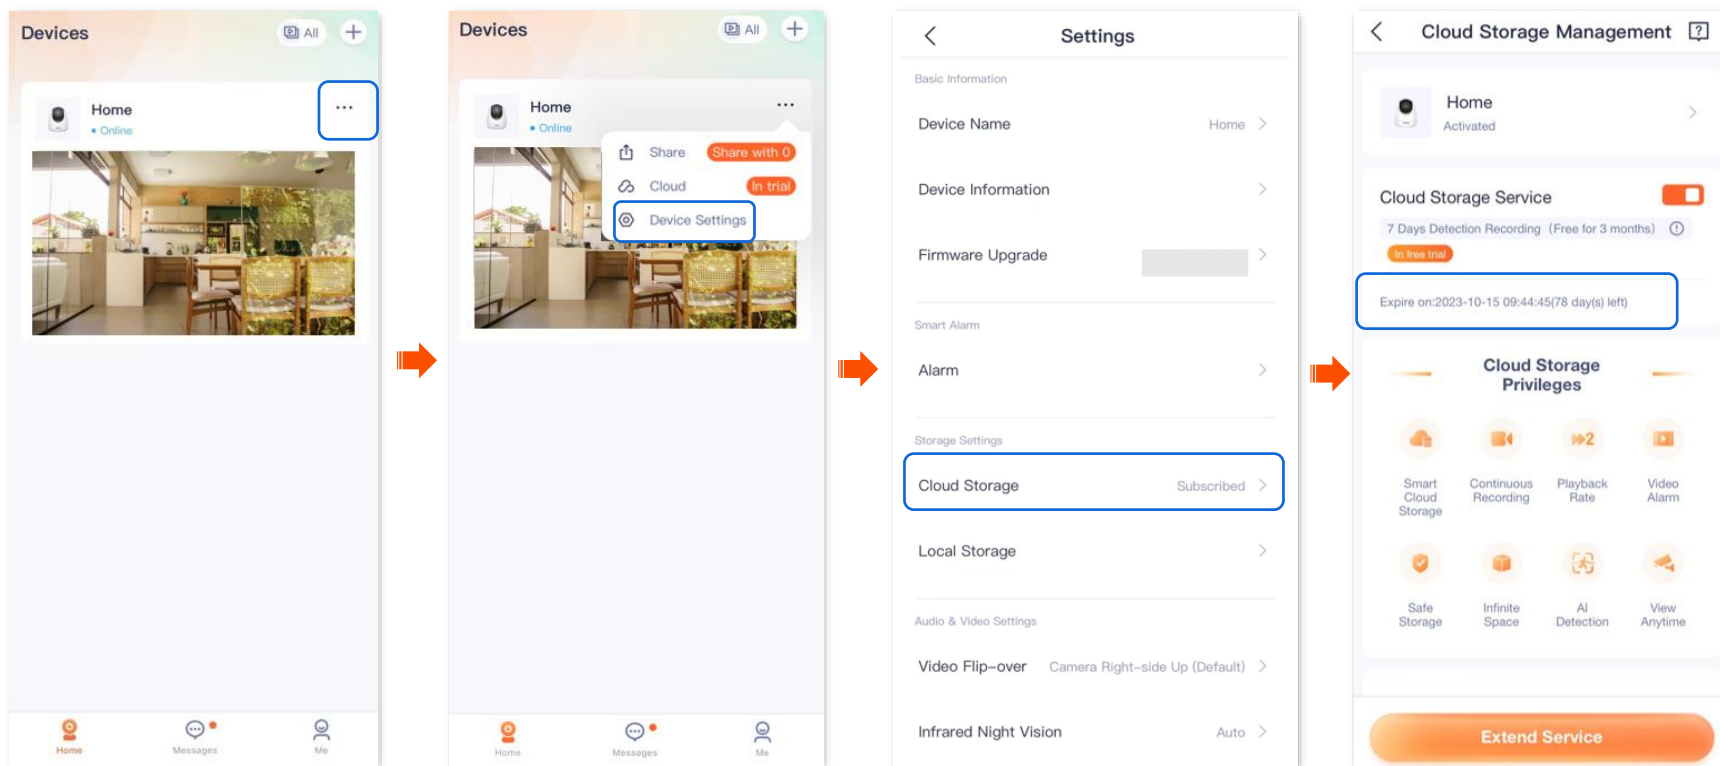 Devices
All
Home
Online
Home
Messages
Me
Devices
All
Home
Online
Share Share with 0
Cloud In trial
Device Settings
Home
Messages
Me
Settings
Basic Information
Device Name Home
Device Information
Firmware Upgrade
Smart Alarm
Alarm
Storage Settings
Cloud Storage Subscribed
Local Storage
Audio & Video Settings
Video Flip-over Camera Right-side Up (Default)
Infrared Night Vision Auto
Cloud Storage Management
Home
Activated
Cloud Storage Service
7 Days Detection Recording (Free for 3 months)
In free trial
Expire on:2023-10-15 09:44:45(78 day(s) left)
Cloud Storage
Privileges
2
Smart
Cloud
Storage
Continuous
Recording
Playback
Rate
Video
Alarm
Safe
Storage
Infinite
Space
AI
Detection
View
Anytime
Extend Service